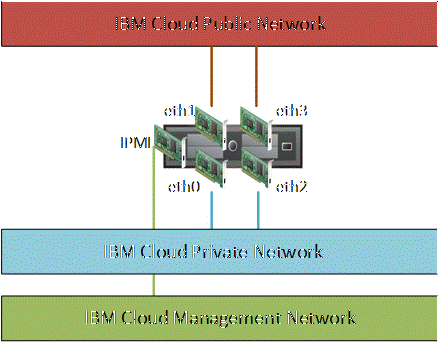 IBM Cloud Public Network
eth1
eth3
IPMI
eth0
eth2
IBM Cloud Private Network
IBM Cloud Management Network